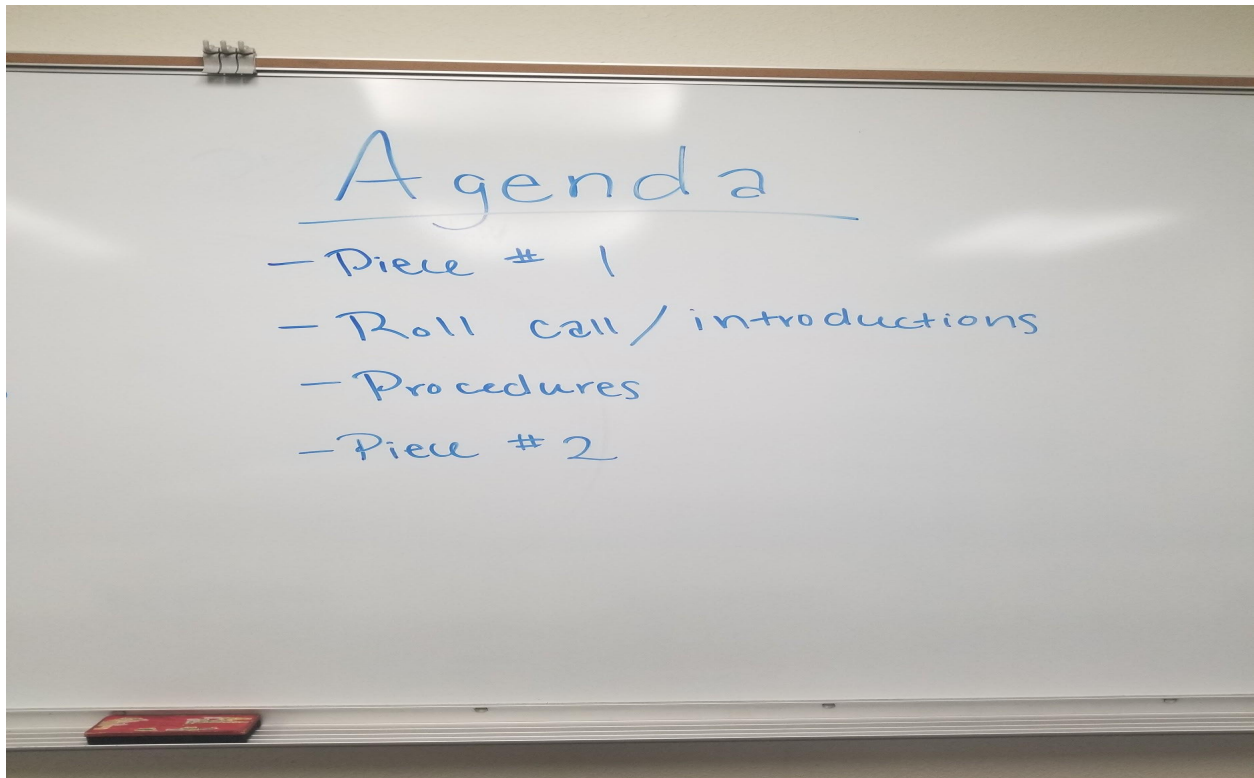 Agenda
- Piece # 1
- Roll call / introductions
- Procedures
- Piece # 2